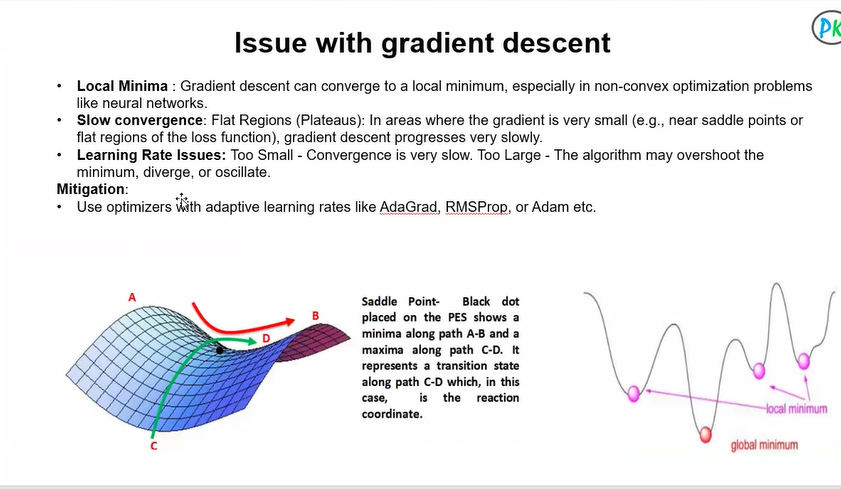 PK
Issue with gradient descent
• Local Minima : Gradient descent can converge to a local minimum, especially in non-convex optimization problems
like neural networks.
• Slow convergence: Flat Regions (Plateaus): In areas where the gradient is very small (e.g., near saddle points or
flat regions of the loss function), gradient descent progresses very slowly.
• Learning Rate Issues: Too Small - Convergence is very slow. Too Large - The algorithm may overshoot the
minimum, diverge, or oscillate.
Mitigation:
• Use optimizers with adaptive learning rates like AdaGrad, RMSProp, or Adam etc.
A
B
D
C
Saddle Point- Black dot
placed on the PES shows a
minima along path A-B and a
maxima along path C-D. It
represents a transition state
along path C-D which, in this
case, is the reaction
coordinate.
local minimum
global minimum